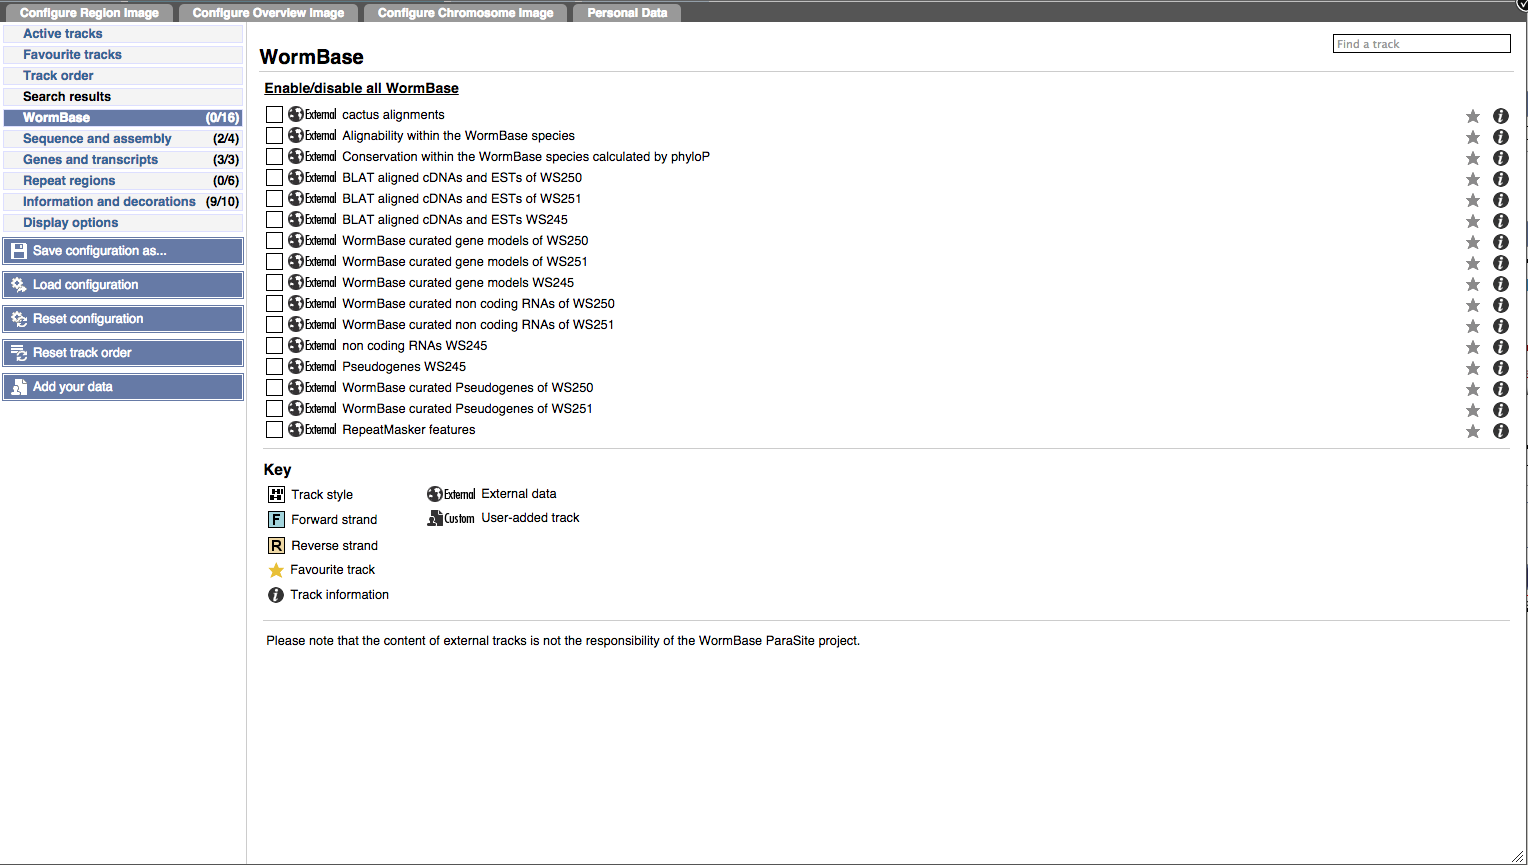 Configure Region Image
Configure Overview Image
Configure Chromosome Image
Personal Data
Active tracks
Favourite tracks
Track order
Search results
WormBase (0/16)
Sequence and assembly (2/4)
Genes and transcripts (3/3)
Repeat regions (0/6)
Information and decorations (9/10)
Display options
Save configuration as...
Load configuration
Reset configuration
Reset track order
Add your data
WormBase
Find a track
Enable/disable all WormBase
External cactus alignments
External Alignability within the WormBase species
External Conservation within the WormBase species calculated by phyloP
External BLAT aligned cDNAs and ESTs of WS250
External BLAT aligned cDNAs and ESTs of WS251
External BLAT aligned cDNAs and ESTs WS245
External WormBase curated gene models of WS250
External WormBase curated gene models of WS251
External WormBase curated gene models WS245
External WormBase curated non coding RNAs of WS250
External WormBase curated non coding RNAs of WS251
External non coding RNAs WS245
External Pseudogenes WS245
External WormBase curated Pseudogenes of WS250
External WormBase curated Pseudogenes of WS251
External RepeatMasker features
Key
Track style
F Forward strand
R Reverse strand
Favourite track
i Track information
External External data
Custom User-added track
Please note that the content of external tracks is not the responsibility of the WormBase ParaSite project.